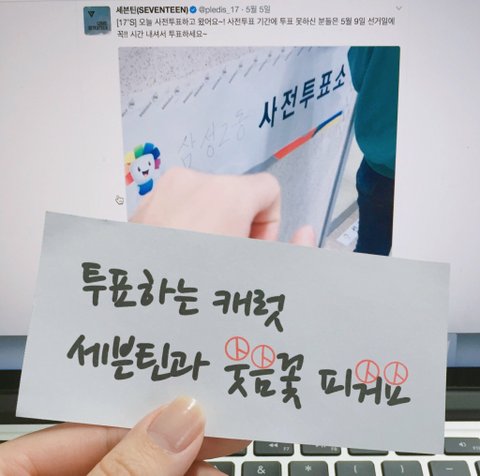 세븐틴(SEVENTEEN) @pledis_17 · 5월 5일
[17'S] 오늘 사전투표하고 왔어요~! 사전투표 기간에 투표 못하신 분들은 5월 9일 선거일에
꼭!! 시간 내셔서 투표하세요~
삼성2동
사전투표소
투표하는 캐럿
세븐틴과 웃음꽃 피워요